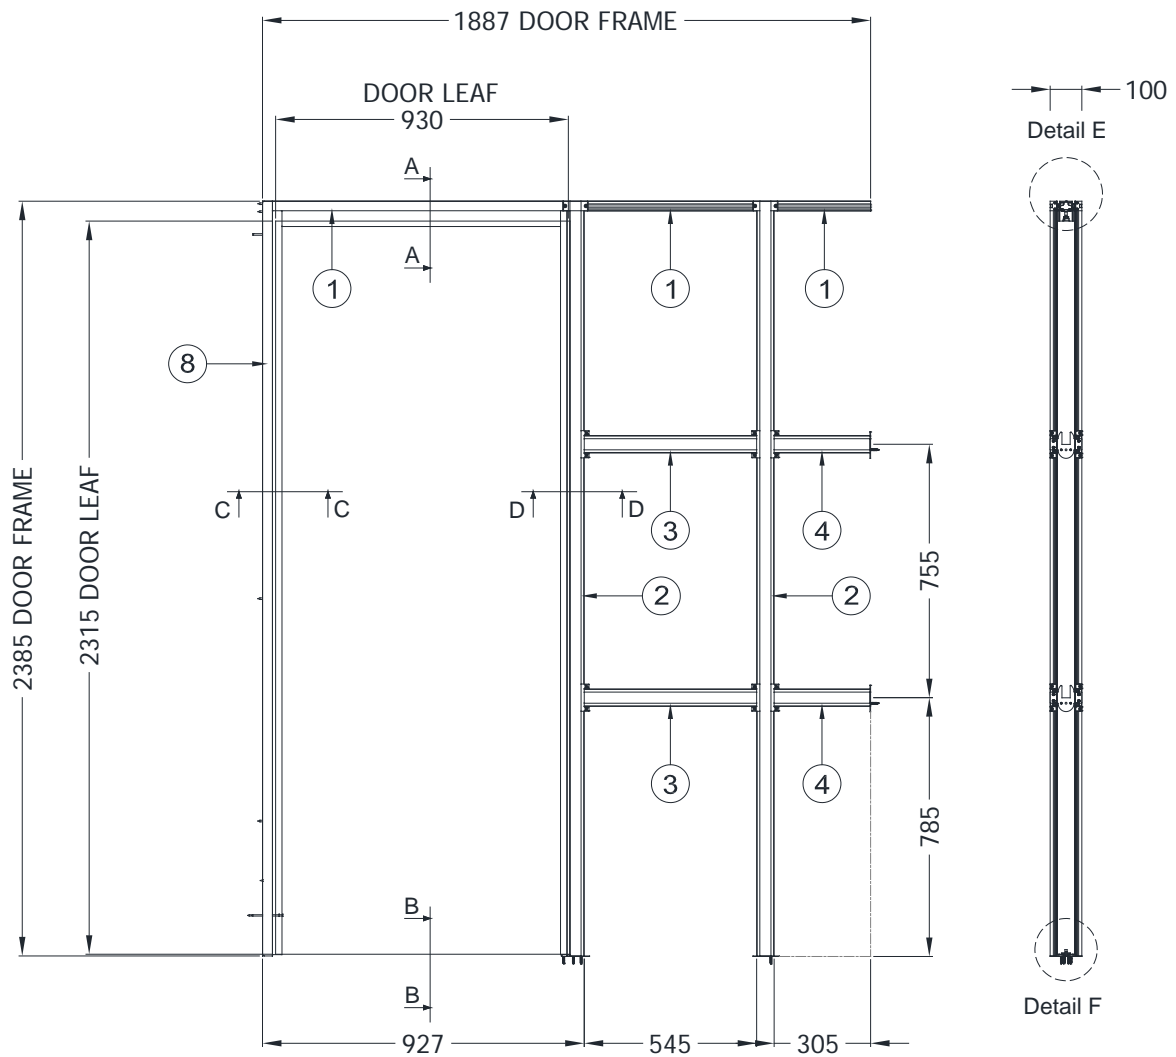 1887 DOOR FRAME
DOOR LEAF
930
100
Detail E
A
A
1
1
1
8
2385 DOOR FRAME
2315 DOOR LEAF
C
C
D
D
3
4
755
2
2
3
4
785
B
B
Detail F
927
545
305